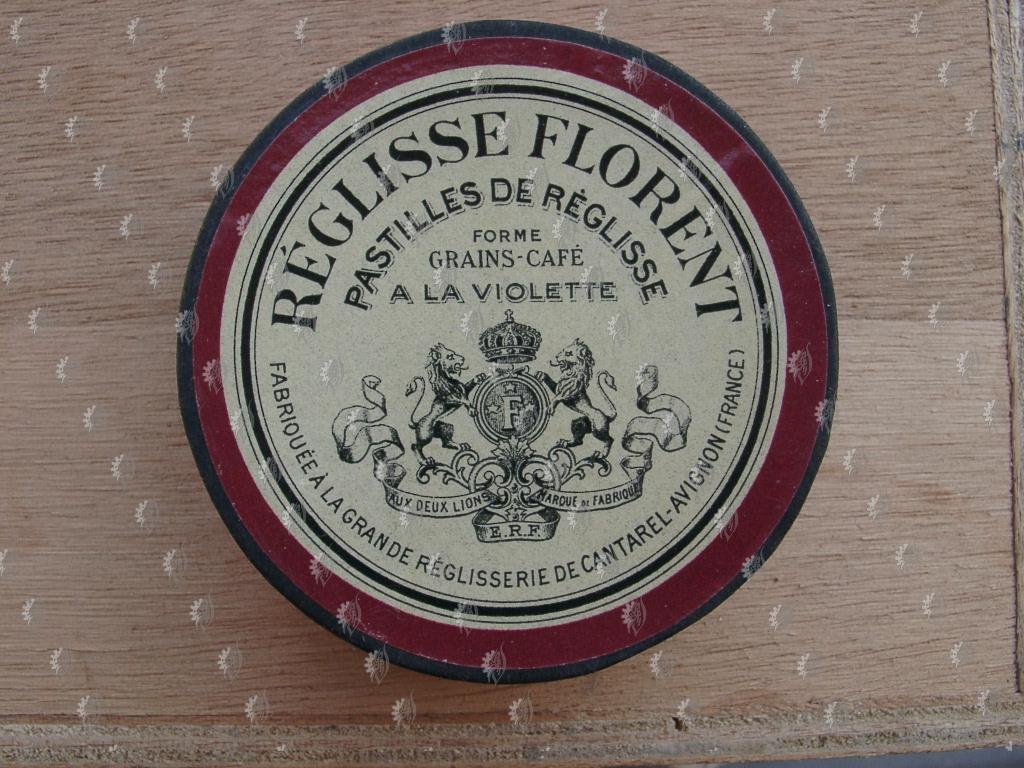 RÉGLISSE FLORENT
PASTILLES DE RÉGLISSE
FORME
GRAINS-CAFÉ
A LA VIOLETTE
F
AUX DEUX LIONS
MARQUE DE FABRIQUE
E.R.F.
FABRIQUÉE À LA GRANDE RÉGLISSERIE DE CANTAREL-AVIGNON (FRANCE)